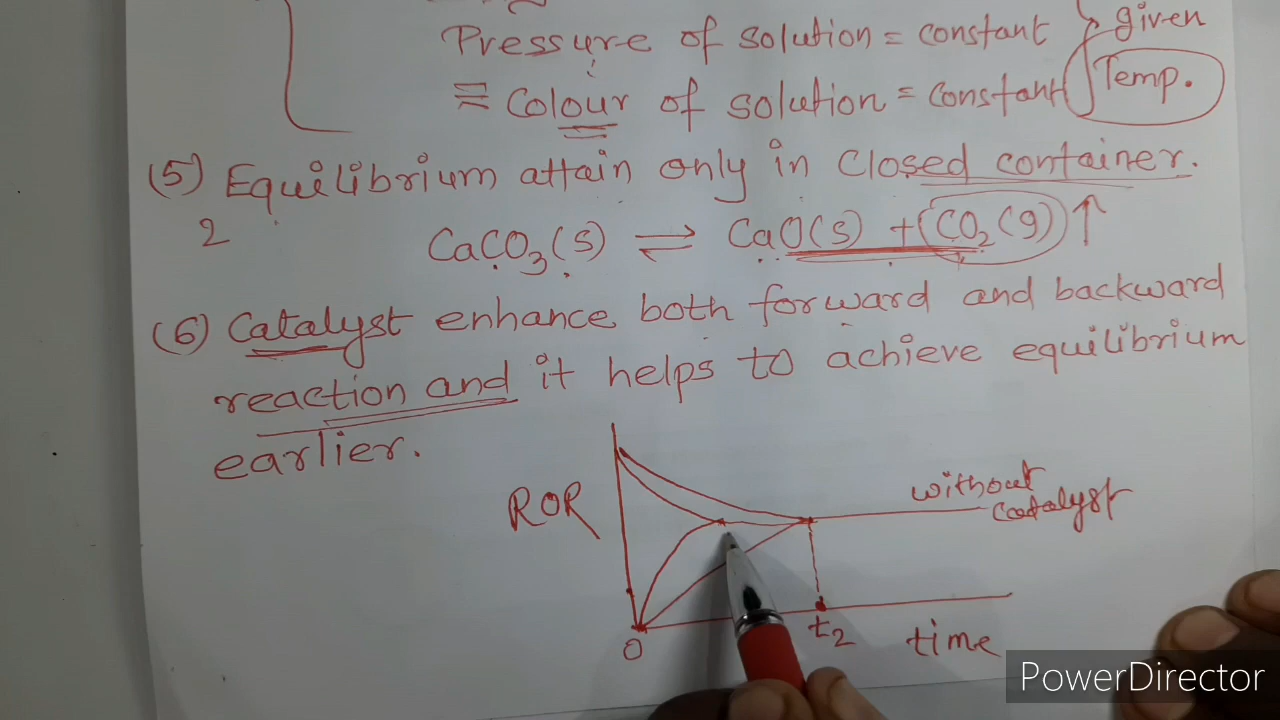 Pressure of solution = constant given
≡ Colour of solution = constant Temp.
(5) Equilibrium attain only in Closed container.
2
CaCO₃(s) ⇌ CaO(s) + CO₂(g)↑
(6) Catalyst enhance both forward and backward
reaction and it helps to achieve equilibrium
earlier.
ROR
without
catalyst
0
t₂
time
PowerDirector